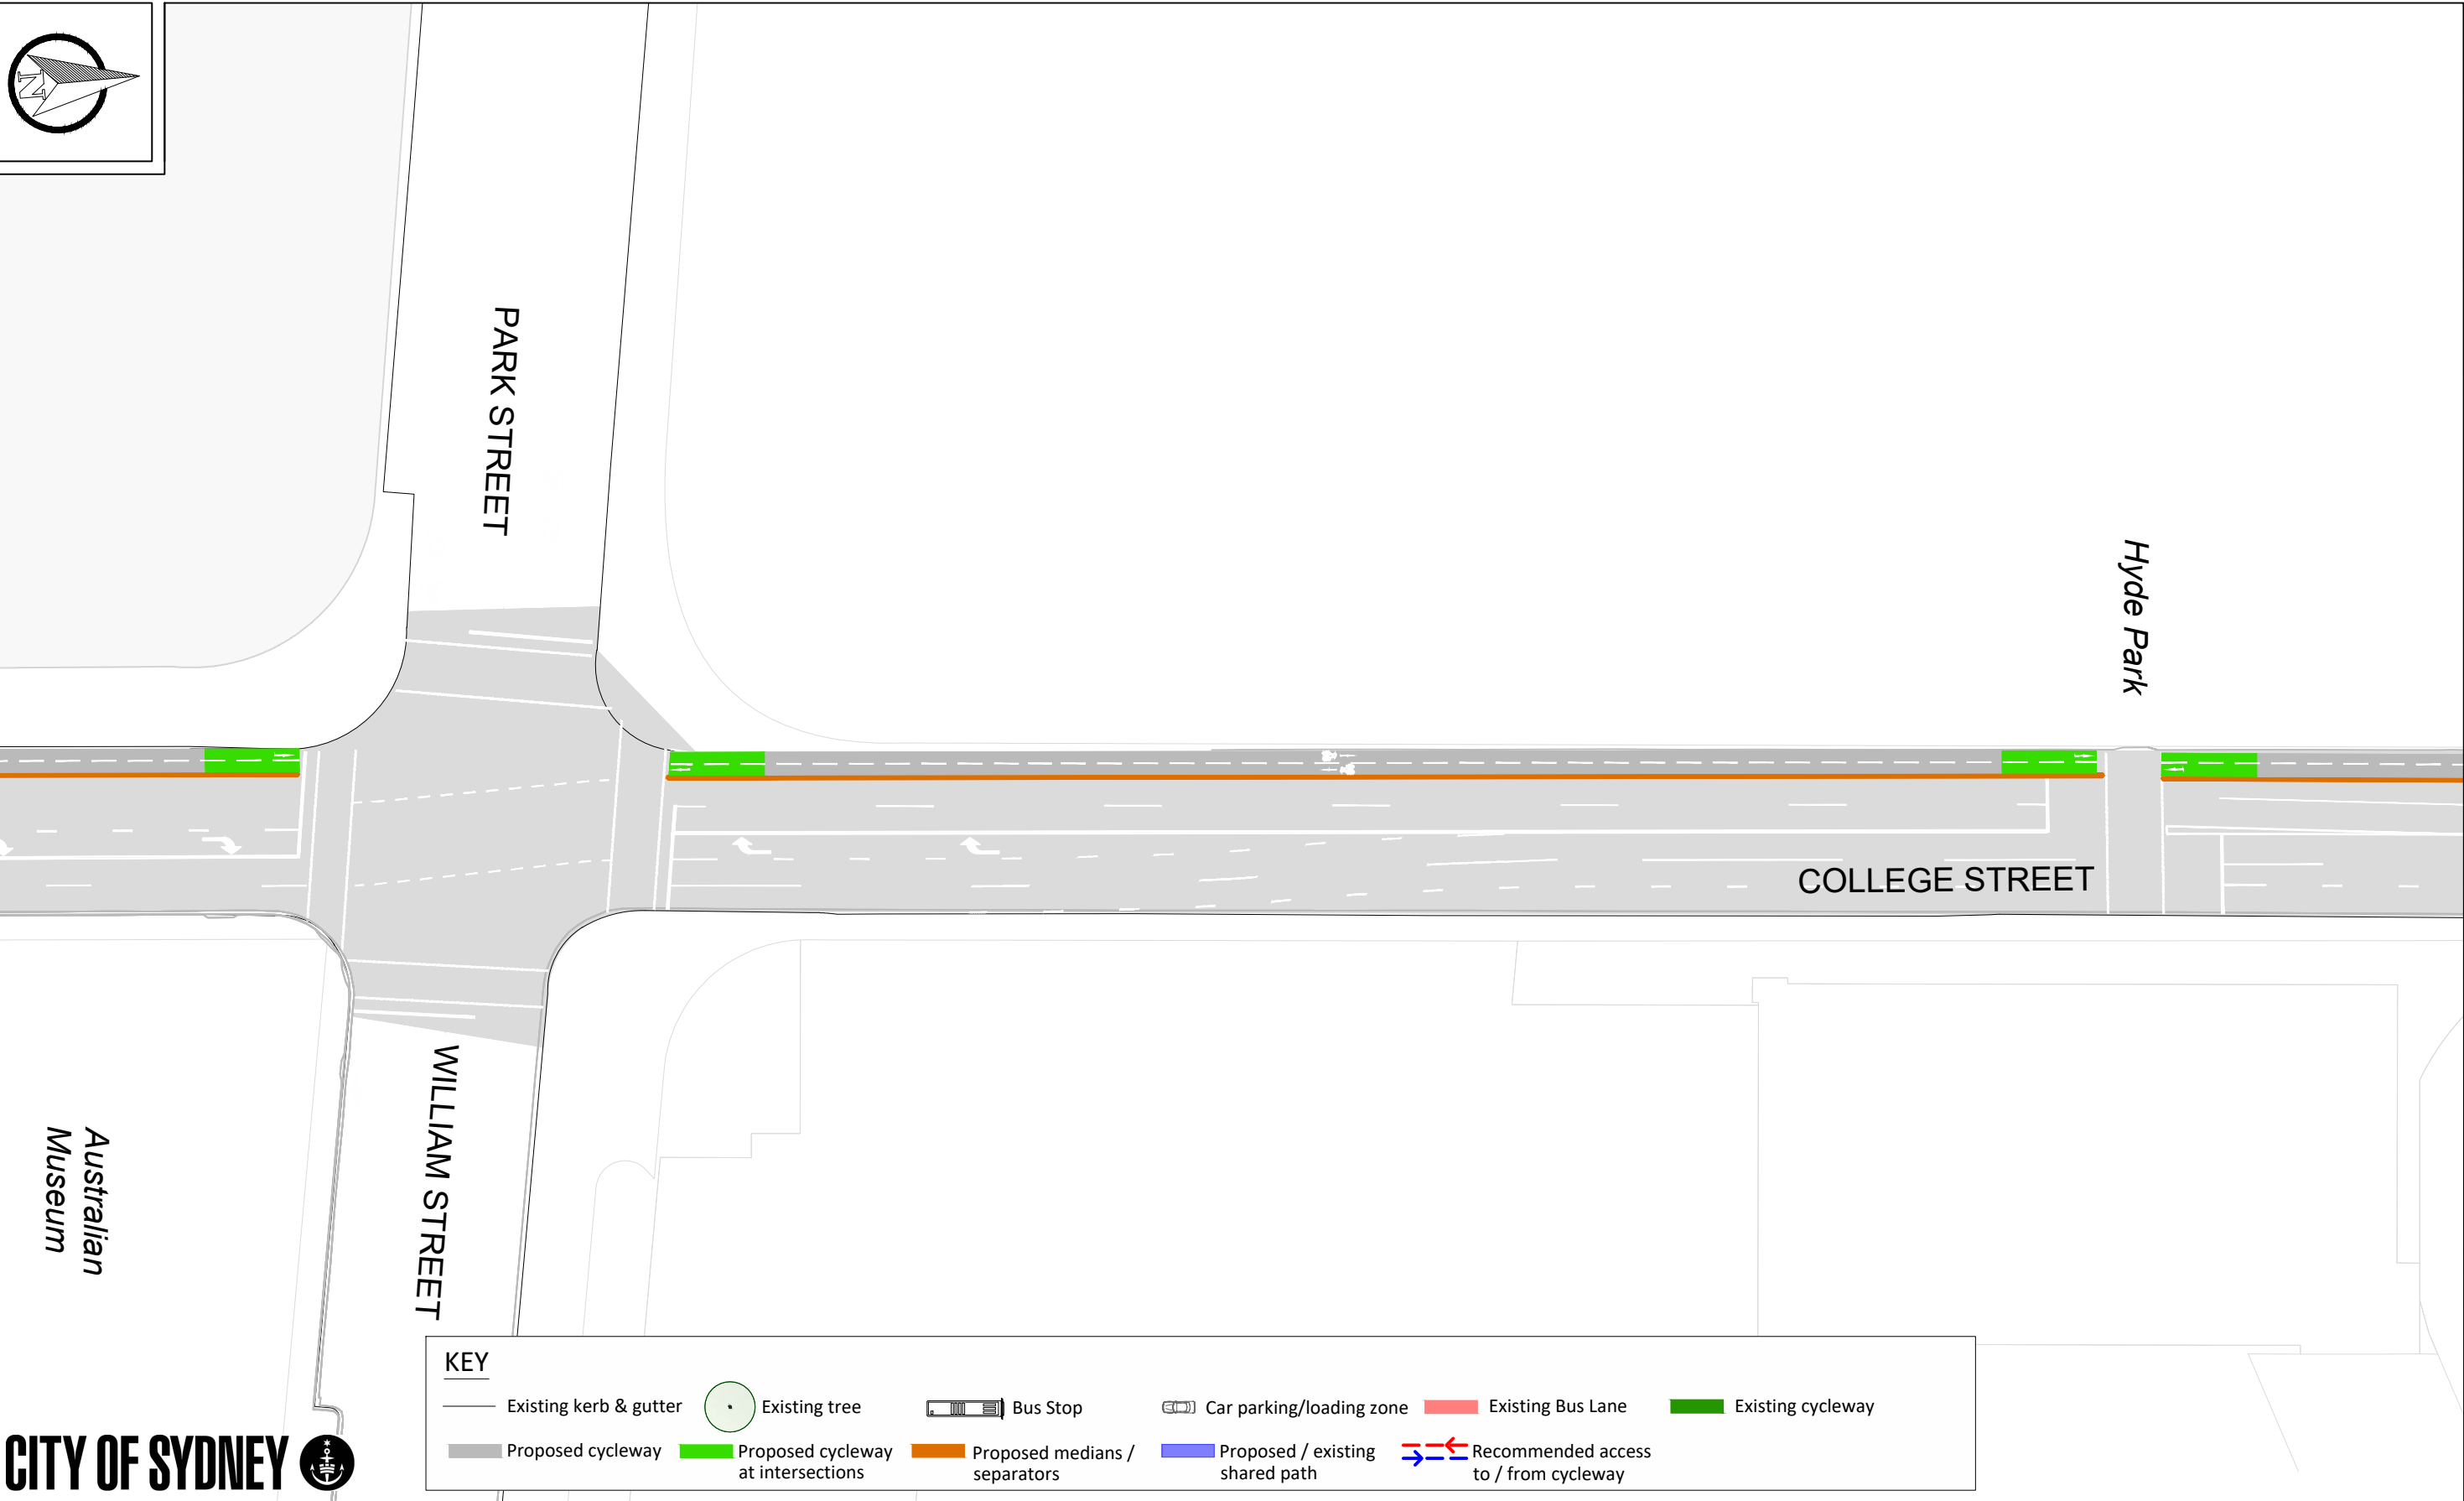 N
PARK STREET
Hyde Park
COLLEGE STREET
WILLIAM STREET
Australian
Museum
KEY
Existing kerb & gutter
Existing tree
Bus Stop
Car parking/loading zone
Existing Bus Lane
Existing cycleway
Proposed cycleway
Proposed cycleway
at intersections
Proposed medians /
separators
Proposed / existing
shared path
Recommended access
to / from cycleway
CITY OF SYDNEY